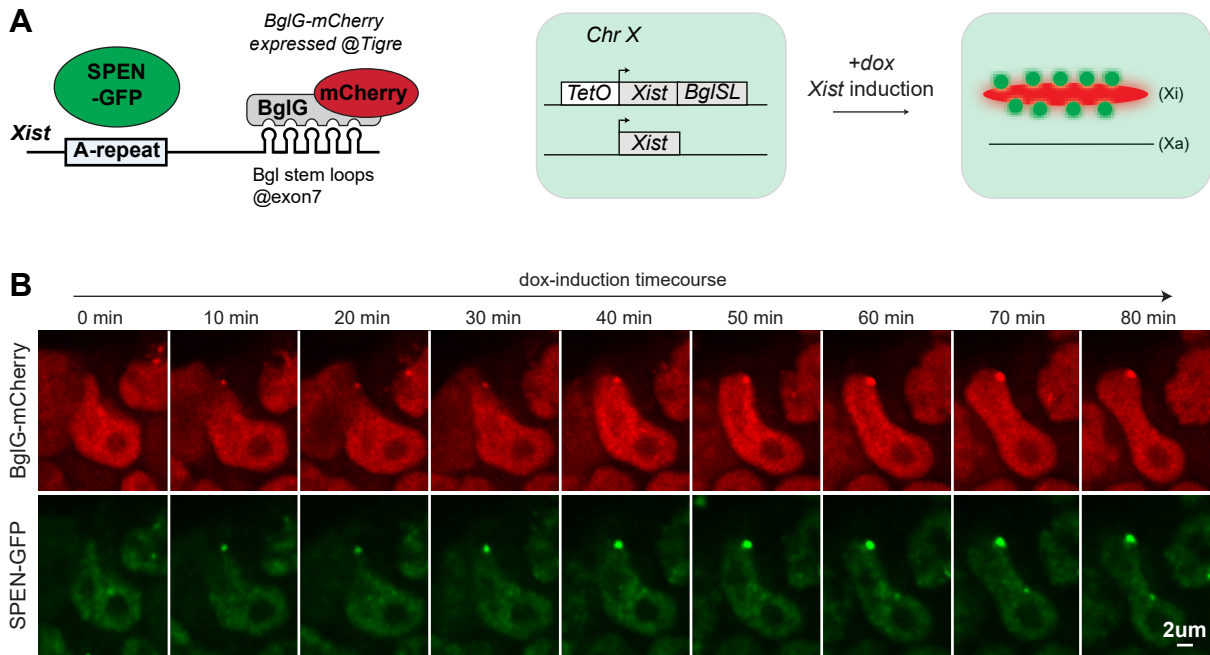 A
SPEN
-GFP
Xist
A-repeat
BglG-mCherry
expressed @Tigre
mCherry
BglG
Bgl stem loops
@exon7
Chr X
TetO
Xist
BglSL
Xist
+dox
Xist induction
(Xi)
(Xa)
B
dox-induction timecourse
0 min 10 min 20 min 30 min 40 min 50 min 60 min 70 min 80 min
BglG-mCherry
SPEN-GFP
2um